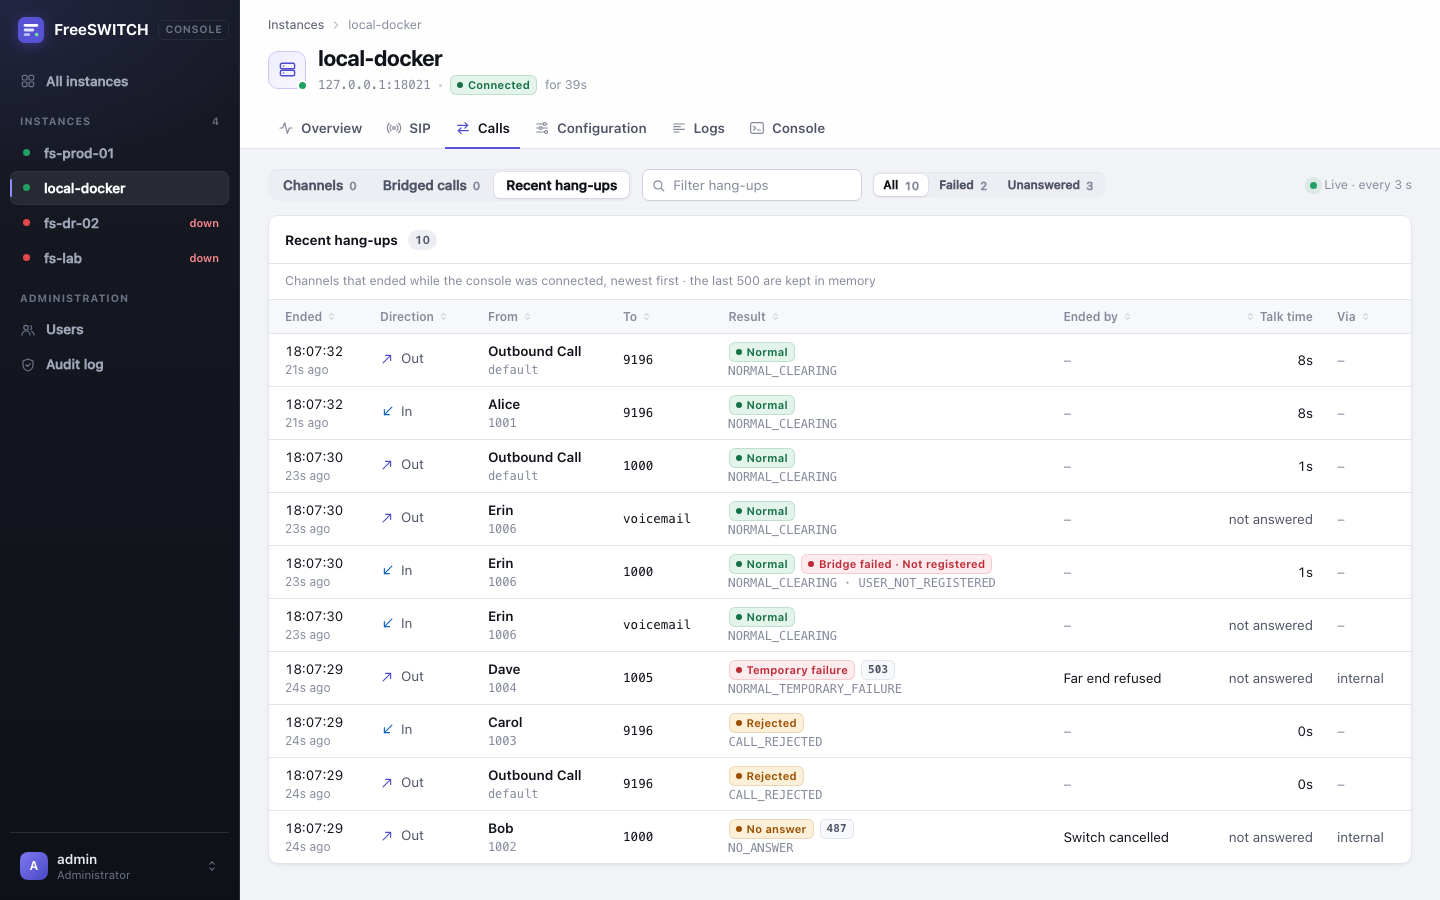 FreeSWITCH CONSOLE
All instances
INSTANCES 4
fs-prod-01
local-docker
fs-dr-02 down
fs-lab down
ADMINISTRATION
Users
Audit log
A admin
Administrator
Instances local-docker
local-docker
127.0.0.1:18021 · Connected for 39s
Overview SIP Calls Configuration Logs Console
Channels 0 Bridged calls 0 Recent hang-ups Filter hang-ups All 10 Failed 2 Unanswered 3 Live · every 3 s
Recent hang-ups 10
Channels that ended while the console was connected, newest first · the last 500 are kept in memory
Ended Direction From To Result Ended by Talk time Via
18:07:32 Out Outbound Call 9196 Normal – 8s –
21s ago default NORMAL_CLEARING
18:07:32 In Alice 9196 Normal – 8s –
21s ago 1001 NORMAL_CLEARING
18:07:30 Out Outbound Call 1000 Normal – 1s –
23s ago default NORMAL_CLEARING
18:07:30 Out Erin voicemail Normal – not answered –
23s ago 1006 NORMAL_CLEARING
18:07:30 In Erin 1000 Normal Bridge failed · Not registered – 1s –
23s ago 1006 NORMAL_CLEARING · USER_NOT_REGISTERED
18:07:30 In Erin voicemail Normal – not answered –
23s ago 1006 NORMAL_CLEARING
18:07:29 Out Dave 1005 Temporary failure 503 Far end refused not answered internal
24s ago 1004 NORMAL_TEMPORARY_FAILURE
18:07:29 In Carol 9196 Rejected – 0s –
24s ago 1003 CALL_REJECTED
18:07:29 Out Outbound Call 9196 Rejected – 0s –
24s ago default CALL_REJECTED
18:07:29 Out Bob 1000 No answer 487 Switch cancelled not answered internal
24s ago 1002 NO_ANSWER